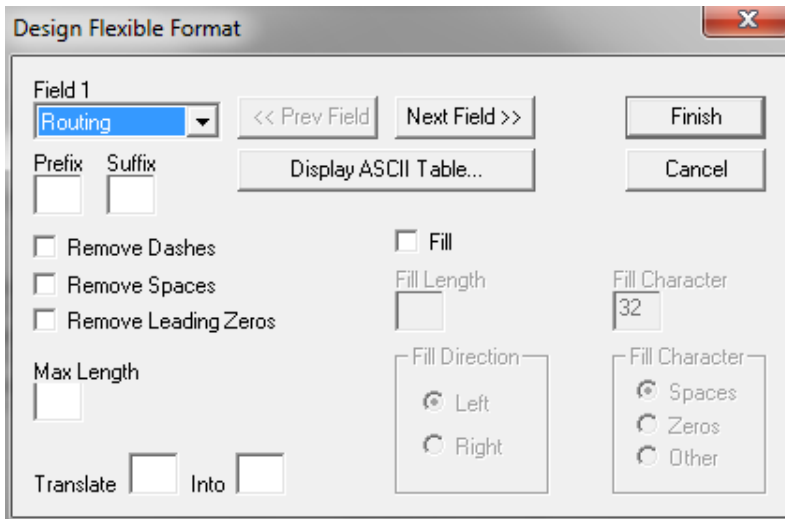 Design Flexible Format
X
Field 1
Routing
<< Prev Field
Next Field >>
Finish
Prefix Suffix
Display ASCII Table...
Cancel
Remove Dashes
Fill
Remove Spaces
Fill Length
Fill Character
Remove Leading Zeros
32
Max Length
Fill Direction
Fill Character
Left
Spaces
Right
Zeros
Other
Translate Into